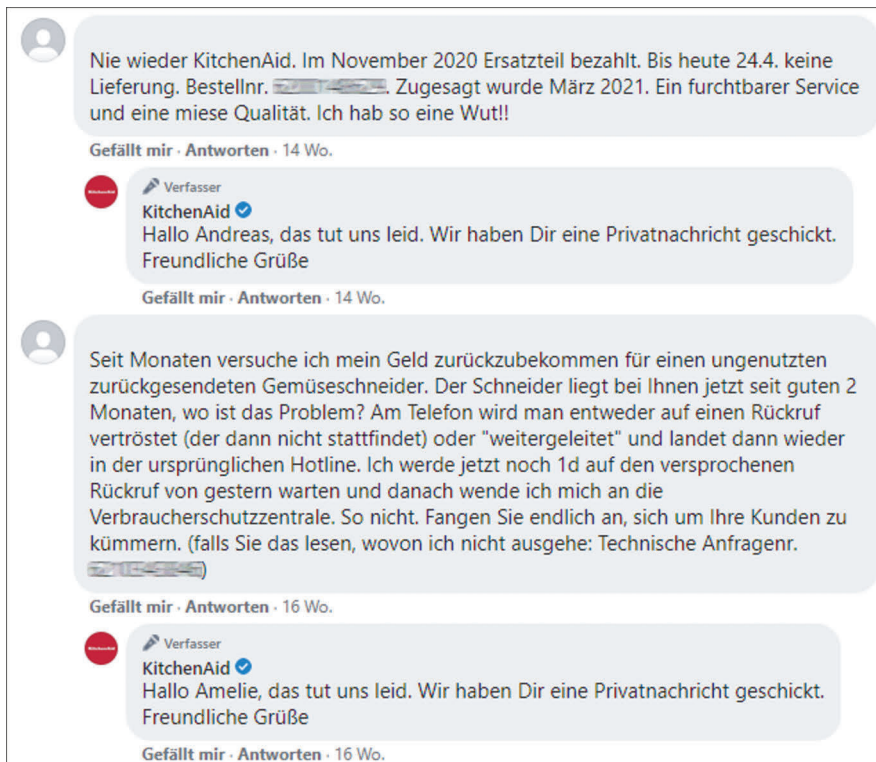 Nie wieder KitchenAid. Im November 2020 Ersatzteil bezahlt. Bis heute 24.4. keine
Lieferung. Bestellnr. . Zugesagt wurde März 2021. Ein furchtbarer Service
und eine miese Qualität. Ich hab so eine Wut!!
Gefällt mir · Antworten · 14 Wo.
Verfasser
KitchenAid
KitchenAid
Hallo Andreas, das tut uns leid. Wir haben Dir eine Privatnachricht geschickt.
Freundliche Grüße
Gefällt mir · Antworten · 14 Wo.
Seit Monaten versuche ich mein Geld zurückzubekommen für einen ungenutzten
zurückgesendeten Gemüseschneider. Der Schneider liegt bei Ihnen jetzt seit guten 2
Monaten, wo ist das Problem? Am Telefon wird man entweder auf einen Rückruf
vertröstet (der dann nicht stattfindet) oder "weitergeleitet" und landet dann wieder
in der ursprünglichen Hotline. Ich werde jetzt noch 1d auf den versprochenen
Rückruf von gestern warten und danach wende ich mich an die
Verbraucherschutzzentrale. So nicht. Fangen Sie endlich an, sich um Ihre Kunden zu
kümmern. (falls Sie das lesen, wovon ich nicht ausgehe: Technische Anfragenr.
)
Gefällt mir · Antworten · 16 Wo.
Verfasser
KitchenAid
KitchenAid
Hallo Amelie, das tut uns leid. Wir haben Dir eine Privatnachricht geschickt.
Freundliche Grüße
Gefällt mir · Antworten · 16 Wo.